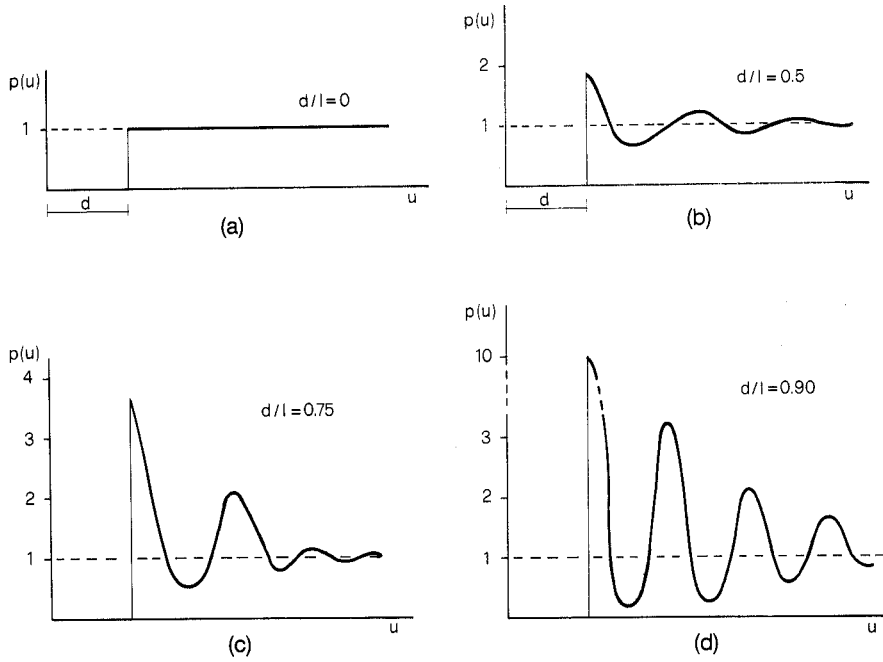 p(u)
d/l=0
1
d
u
(a)
p(u)
2
d/l=0.5
1
d
u
(b)
p(u)
4
d/l=0.75
3
2
1
u
(c)
p(u)
10
d/l=0.90
3
2
1
u
(d)